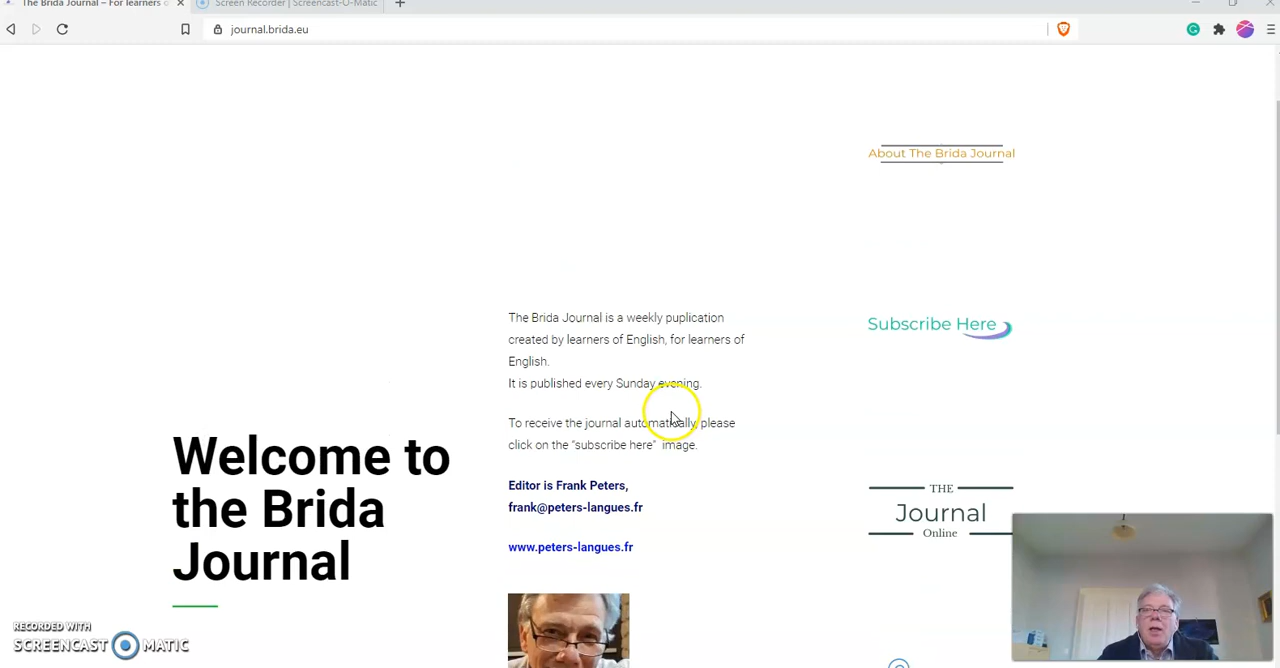 The Brida Journal – For learners o
Screen Recorder | Screencast-O-Matic
journal.brida.eu
About The Brida Journal
The Brida Journal is a weekly puplication
created by learners of English, for learners of
English.
It is published every Sunday evening.
To receive the journal automatically, please
click on the "subscribe here" image.
Subscribe Here
Editor is Frank Peters,
frank@peters-langues.fr
www.peters-langues.fr
Welcome to
the Brida
Journal
THE
Journal
Online
RECORDED WITH
SCREENCAST MATIC